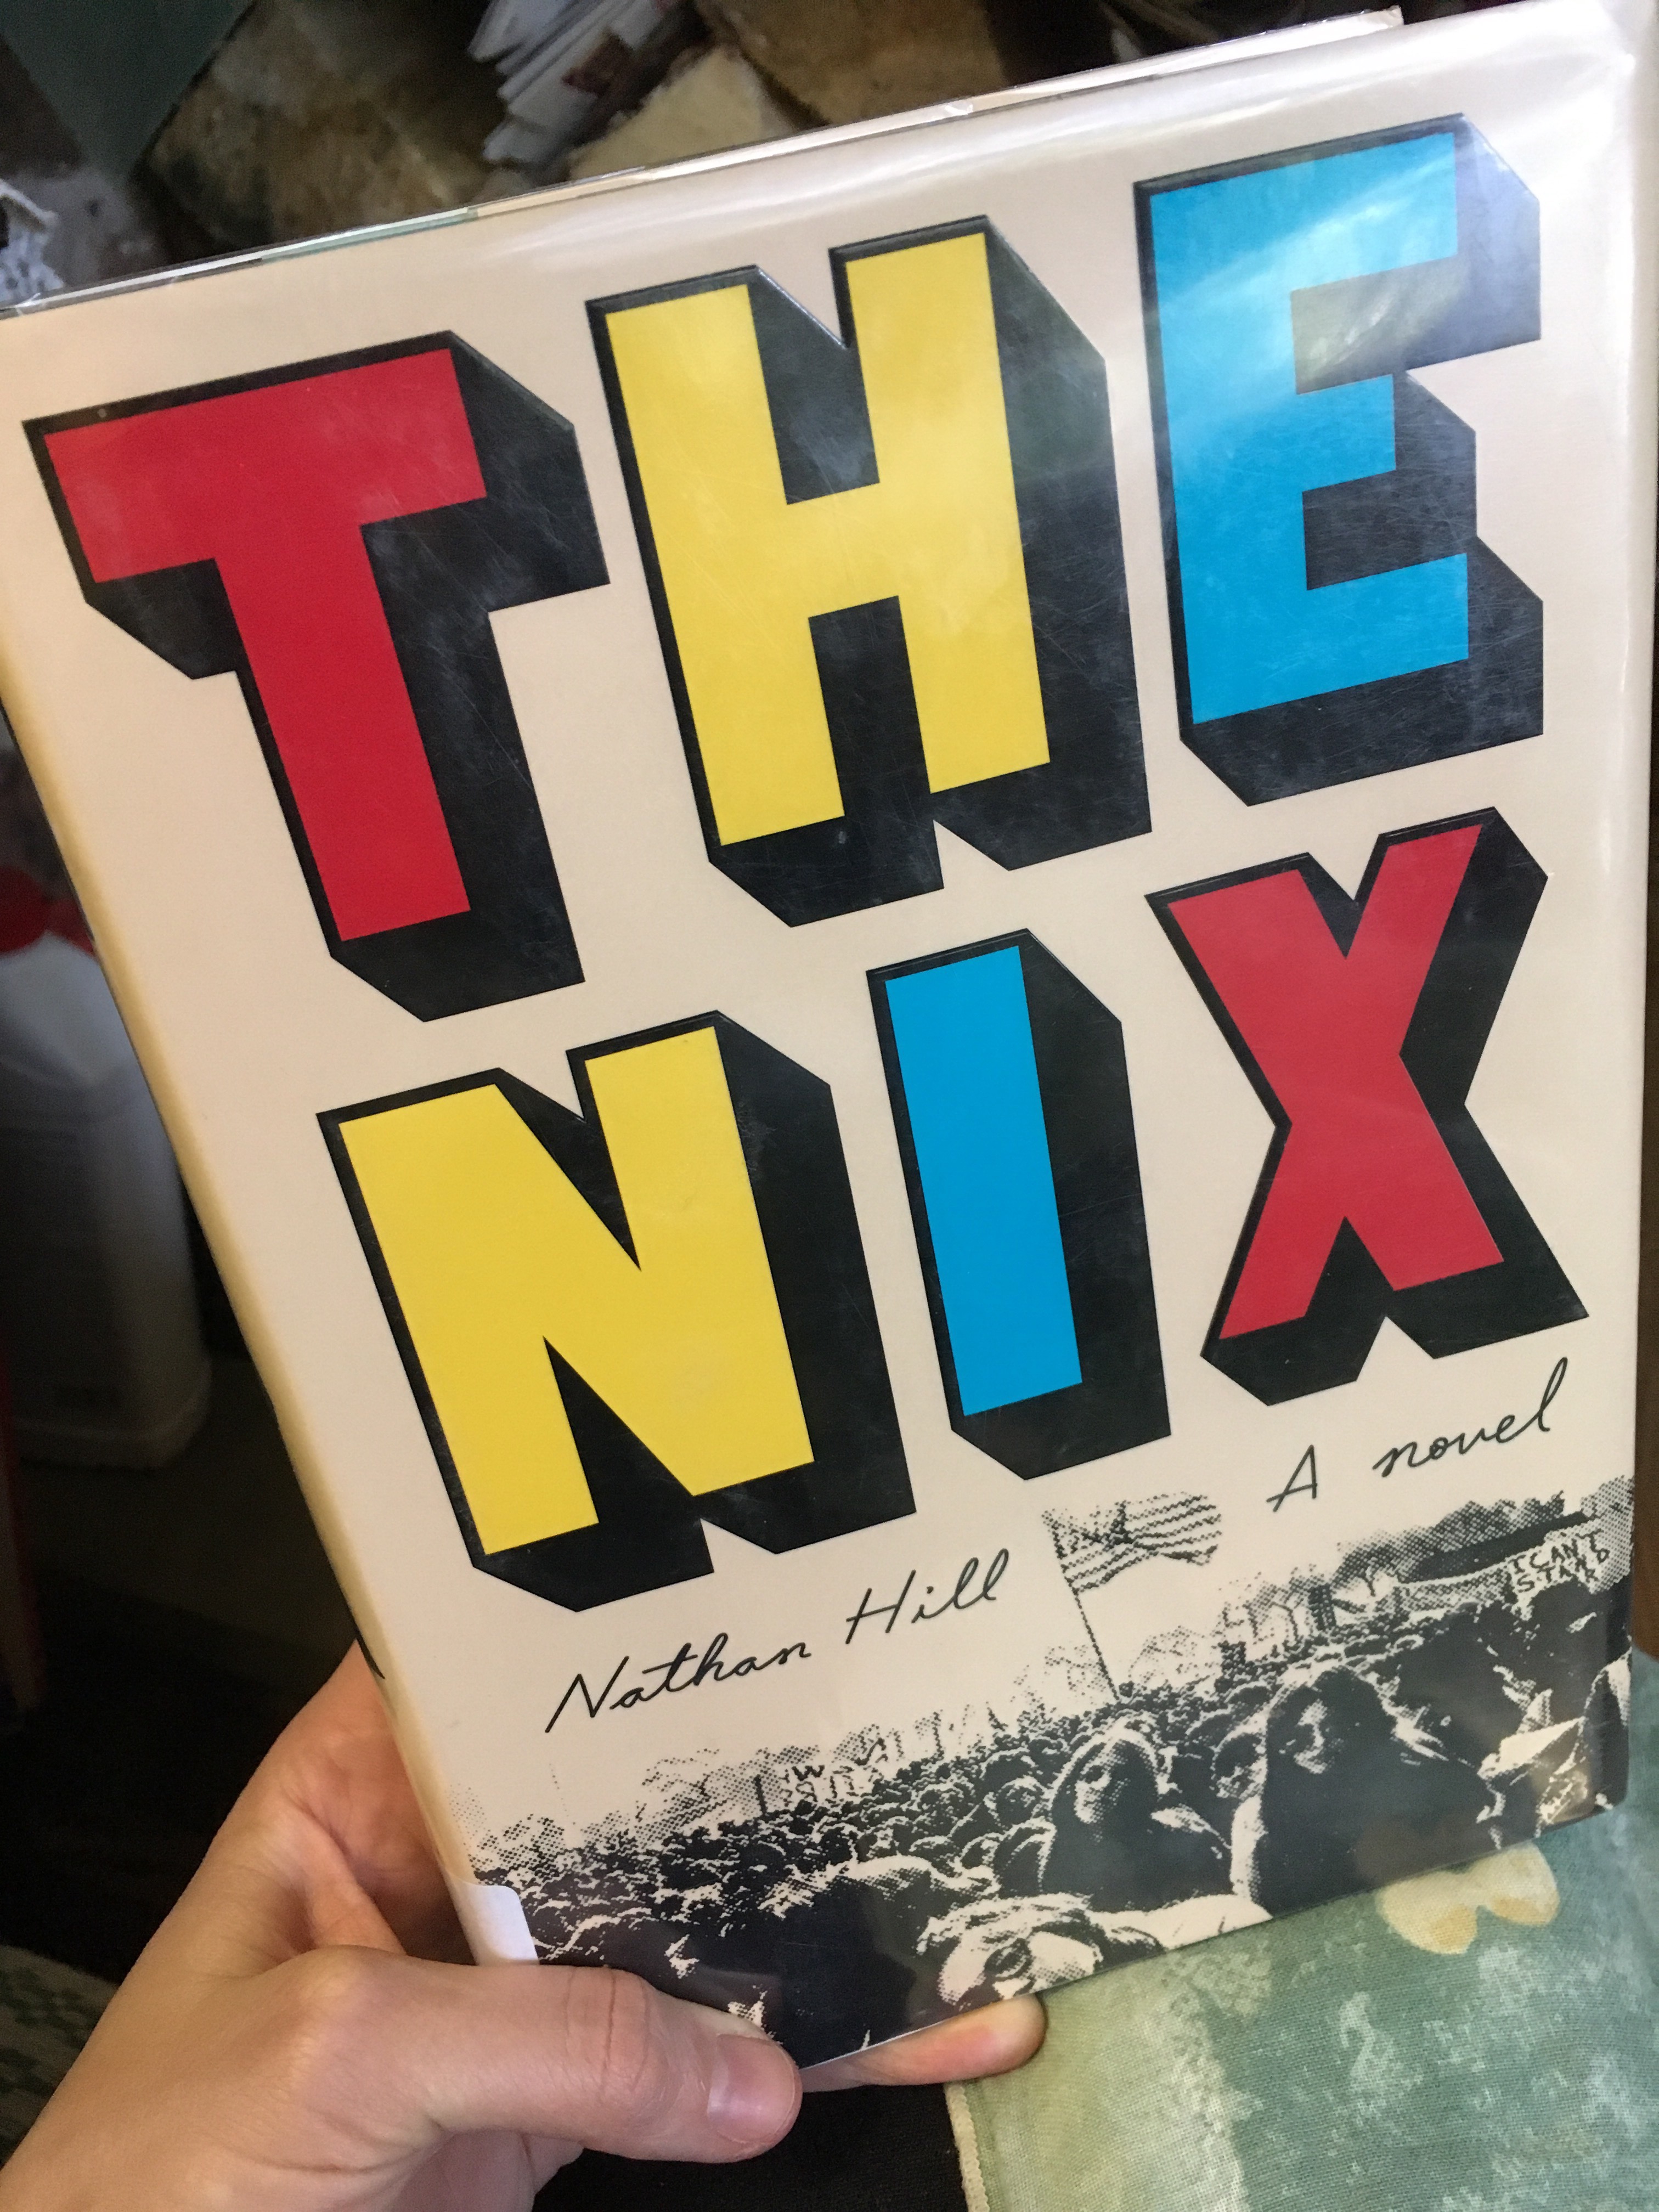 THE
NIX
A novel
Nathan Hill
I CAN'T
STAND